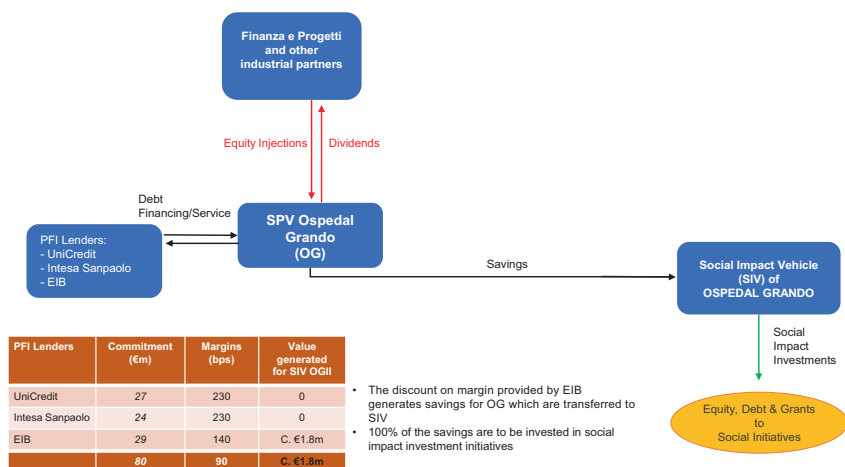 Finanza e Progetti
and other
industrial partners
Equity Injections
Dividends
Debt
Financing/Service
SPV Ospedal
Grando
(OG)
PFI Lenders:
- UniCredit
- Intesa Sanpaolo
- EIB
Savings
Social Impact Vehicle
(SIV) of
OSPEDAL GRANDO
Social
Impact
Investments
Equity, Debt & Grants
to
Social Initiatives
PFI Lenders Commitment (€m) Margins (bps) Value generated for SIV OGII
UniCredit 27 230 0
Intesa Sanpaolo 24 230 0
EIB 29 140 C. €1.8m
80 90 C. €1.8m
• The discount on margin provided by EIB
generates savings for OG which are transferred to
SIV
• 100% of the savings are to be invested in social
impact investment initiatives